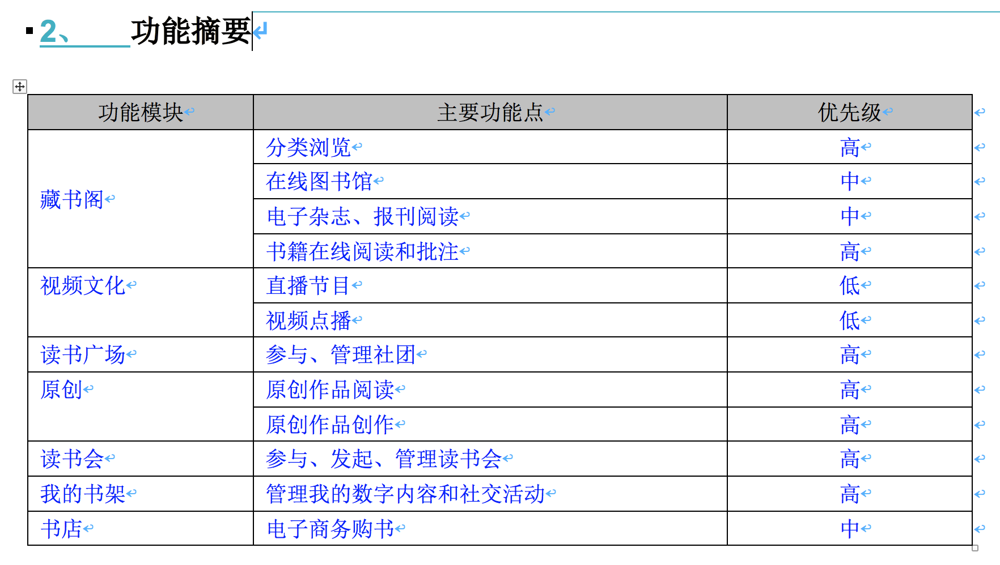 2、 功能摘要
功能模块 主要功能点 优先级
藏书阁 分类浏览 高
在线图书馆 中
电子杂志、报刊阅读 中
书籍在线阅读和批注 高
视频文化 直播节目 低
视频点播 低
读书广场 参与、管理社团 高
原创 原创作品阅读 高
原创作品创作 高
读书会 参与、发起、管理读书会 高
我的书架 管理我的数字内容和社交活动 高
书店 电子商务购书 中